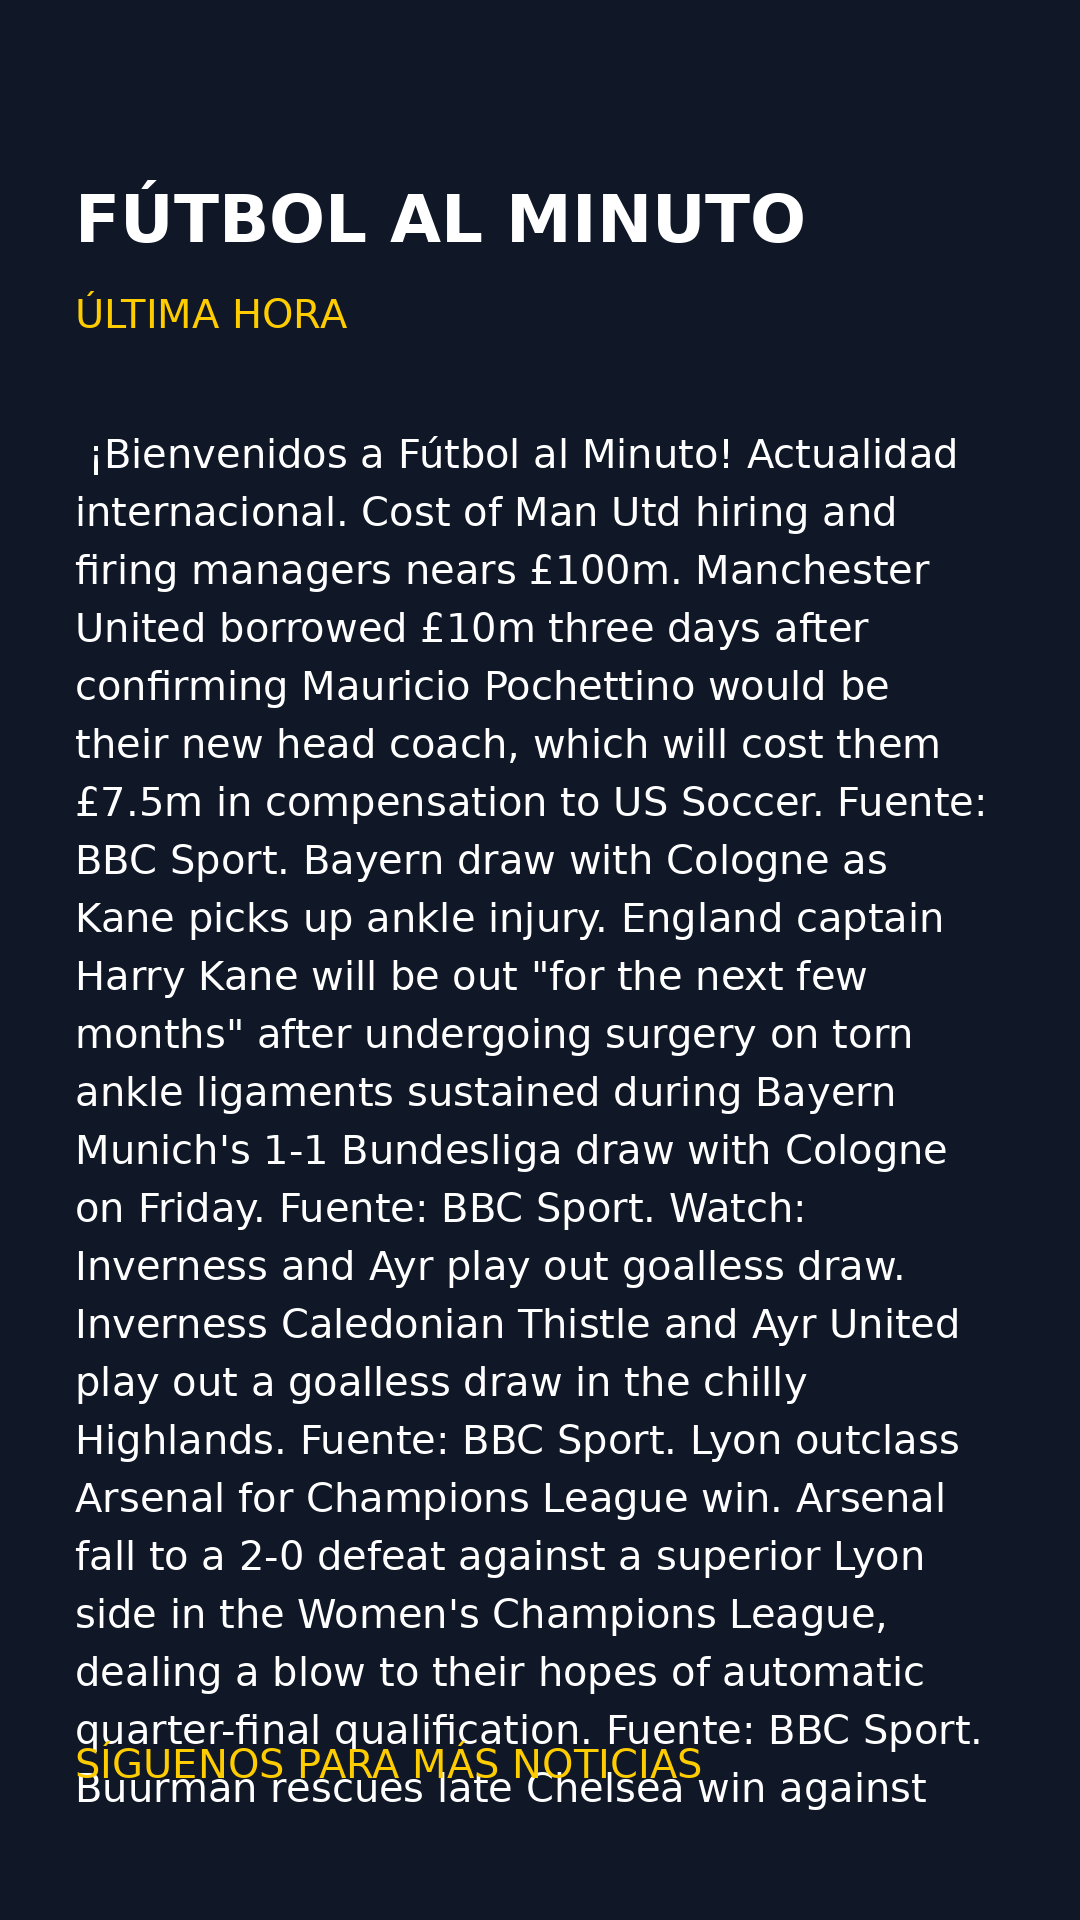 FÚTBOL AL MINUTO
ÚLTIMA HORA
¡Bienvenidos a Fútbol al Minuto! Actualidad
internacional. Cost of Man Utd hiring and
firing managers nears £100m. Manchester
United borrowed £10m three days after
confirming Mauricio Pochettino would be
their new head coach, which will cost them
£7.5m in compensation to US Soccer. Fuente:
BBC Sport. Bayern draw with Cologne as
Kane picks up ankle injury. England captain
Harry Kane will be out "for the next few
months" after undergoing surgery on torn
ankle ligaments sustained during Bayern
Munich's 1-1 Bundesliga draw with Cologne
on Friday. Fuente: BBC Sport. Watch:
Inverness and Ayr play out goalless draw.
Inverness Caledonian Thistle and Ayr United
play out a goalless draw in the chilly
Highlands. Fuente: BBC Sport. Lyon outclass
Arsenal for Champions League win. Arsenal
fall to a 2-0 defeat against a superior Lyon
side in the Women's Champions League,
dealing a blow to their hopes of automatic
quarter-final qualification. Fuente: BBC Sport.
SÍGUENOS PARA MÁS NOTICIAS
Buurman rescues late Chelsea win against